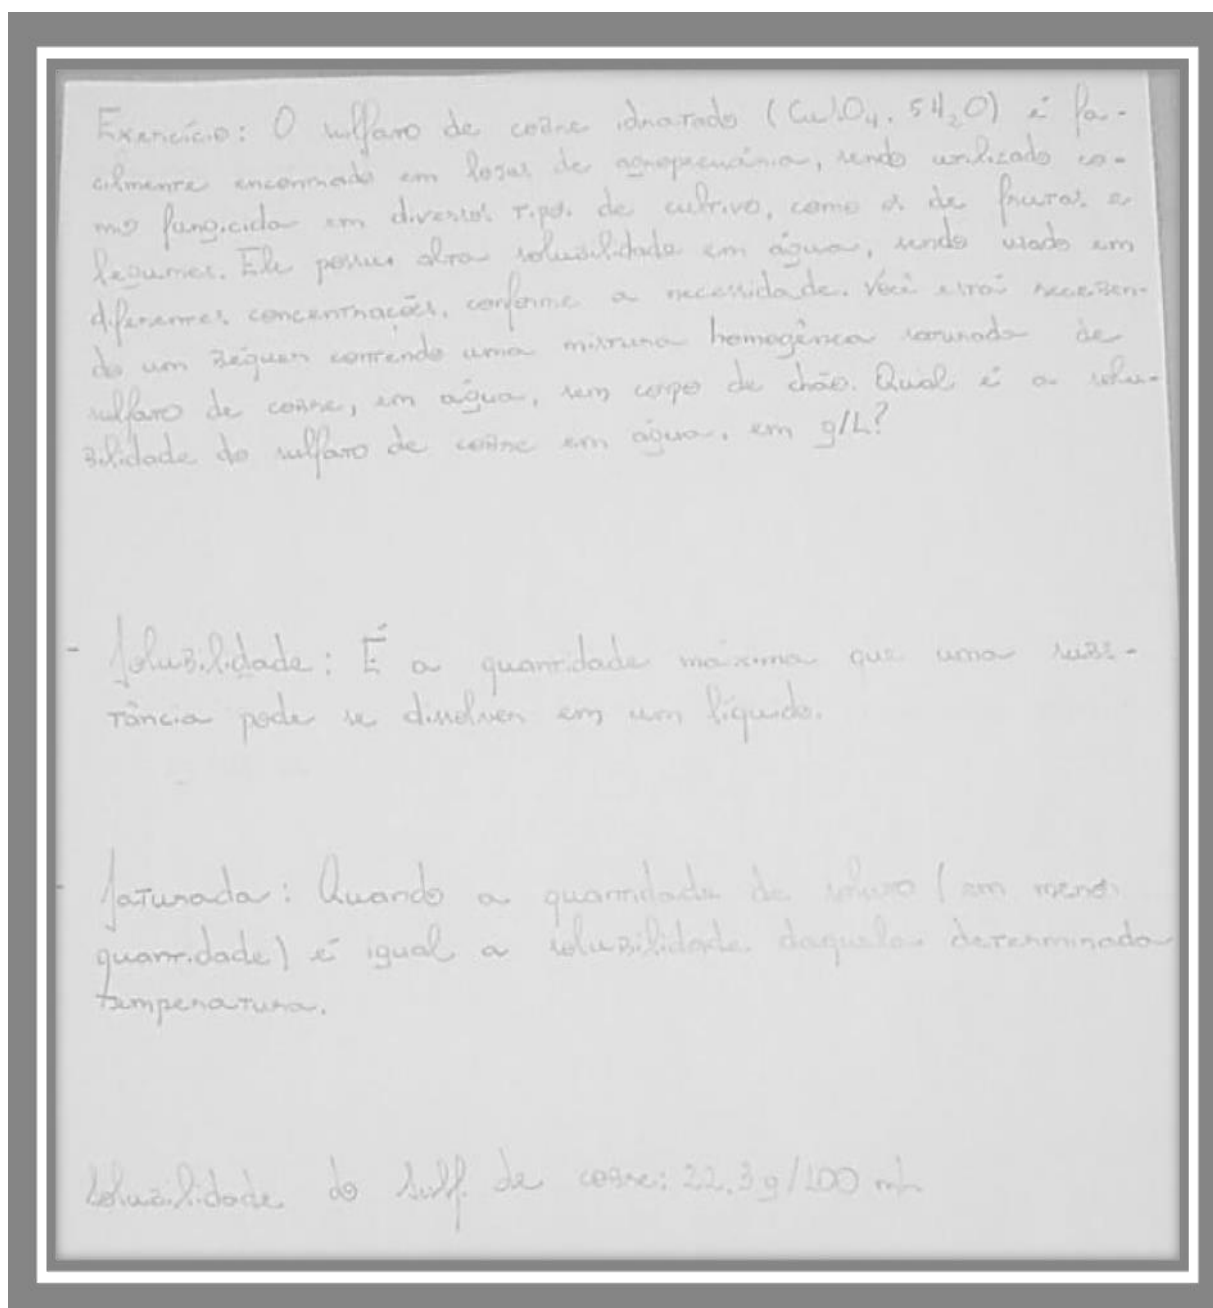 Exercício: O sulfato de cobre idratado (CuSO4. 5H2O) é fa-
cilmente encontrado em lojas de agropecuária, sendo utilizado co-
mo fungicida em diversos tipos de cultivo, como os de frutas e
legumes. Ele possui alta solubilidade em água, sendo usado em
diferentes concentrações, conforme a necessidade. Você está receben-
do um béquer contendo uma mistura homogênea saturada de
sulfato de cobre, em água, sem corpo de chão. Qual é a solu-
bilidade do sulfato de cobre em água, em g/L?
- Solubilidade: É a quantidade máxima que uma subs-
tância pode se dissolver em um líquido.
- Saturada: Quando a quantidade de soluto (em menor
quantidade) é igual a solubilidade daquela determinada
temperatura.
Solubilidade do Sulf. de cobre: 22,3g/100 mL